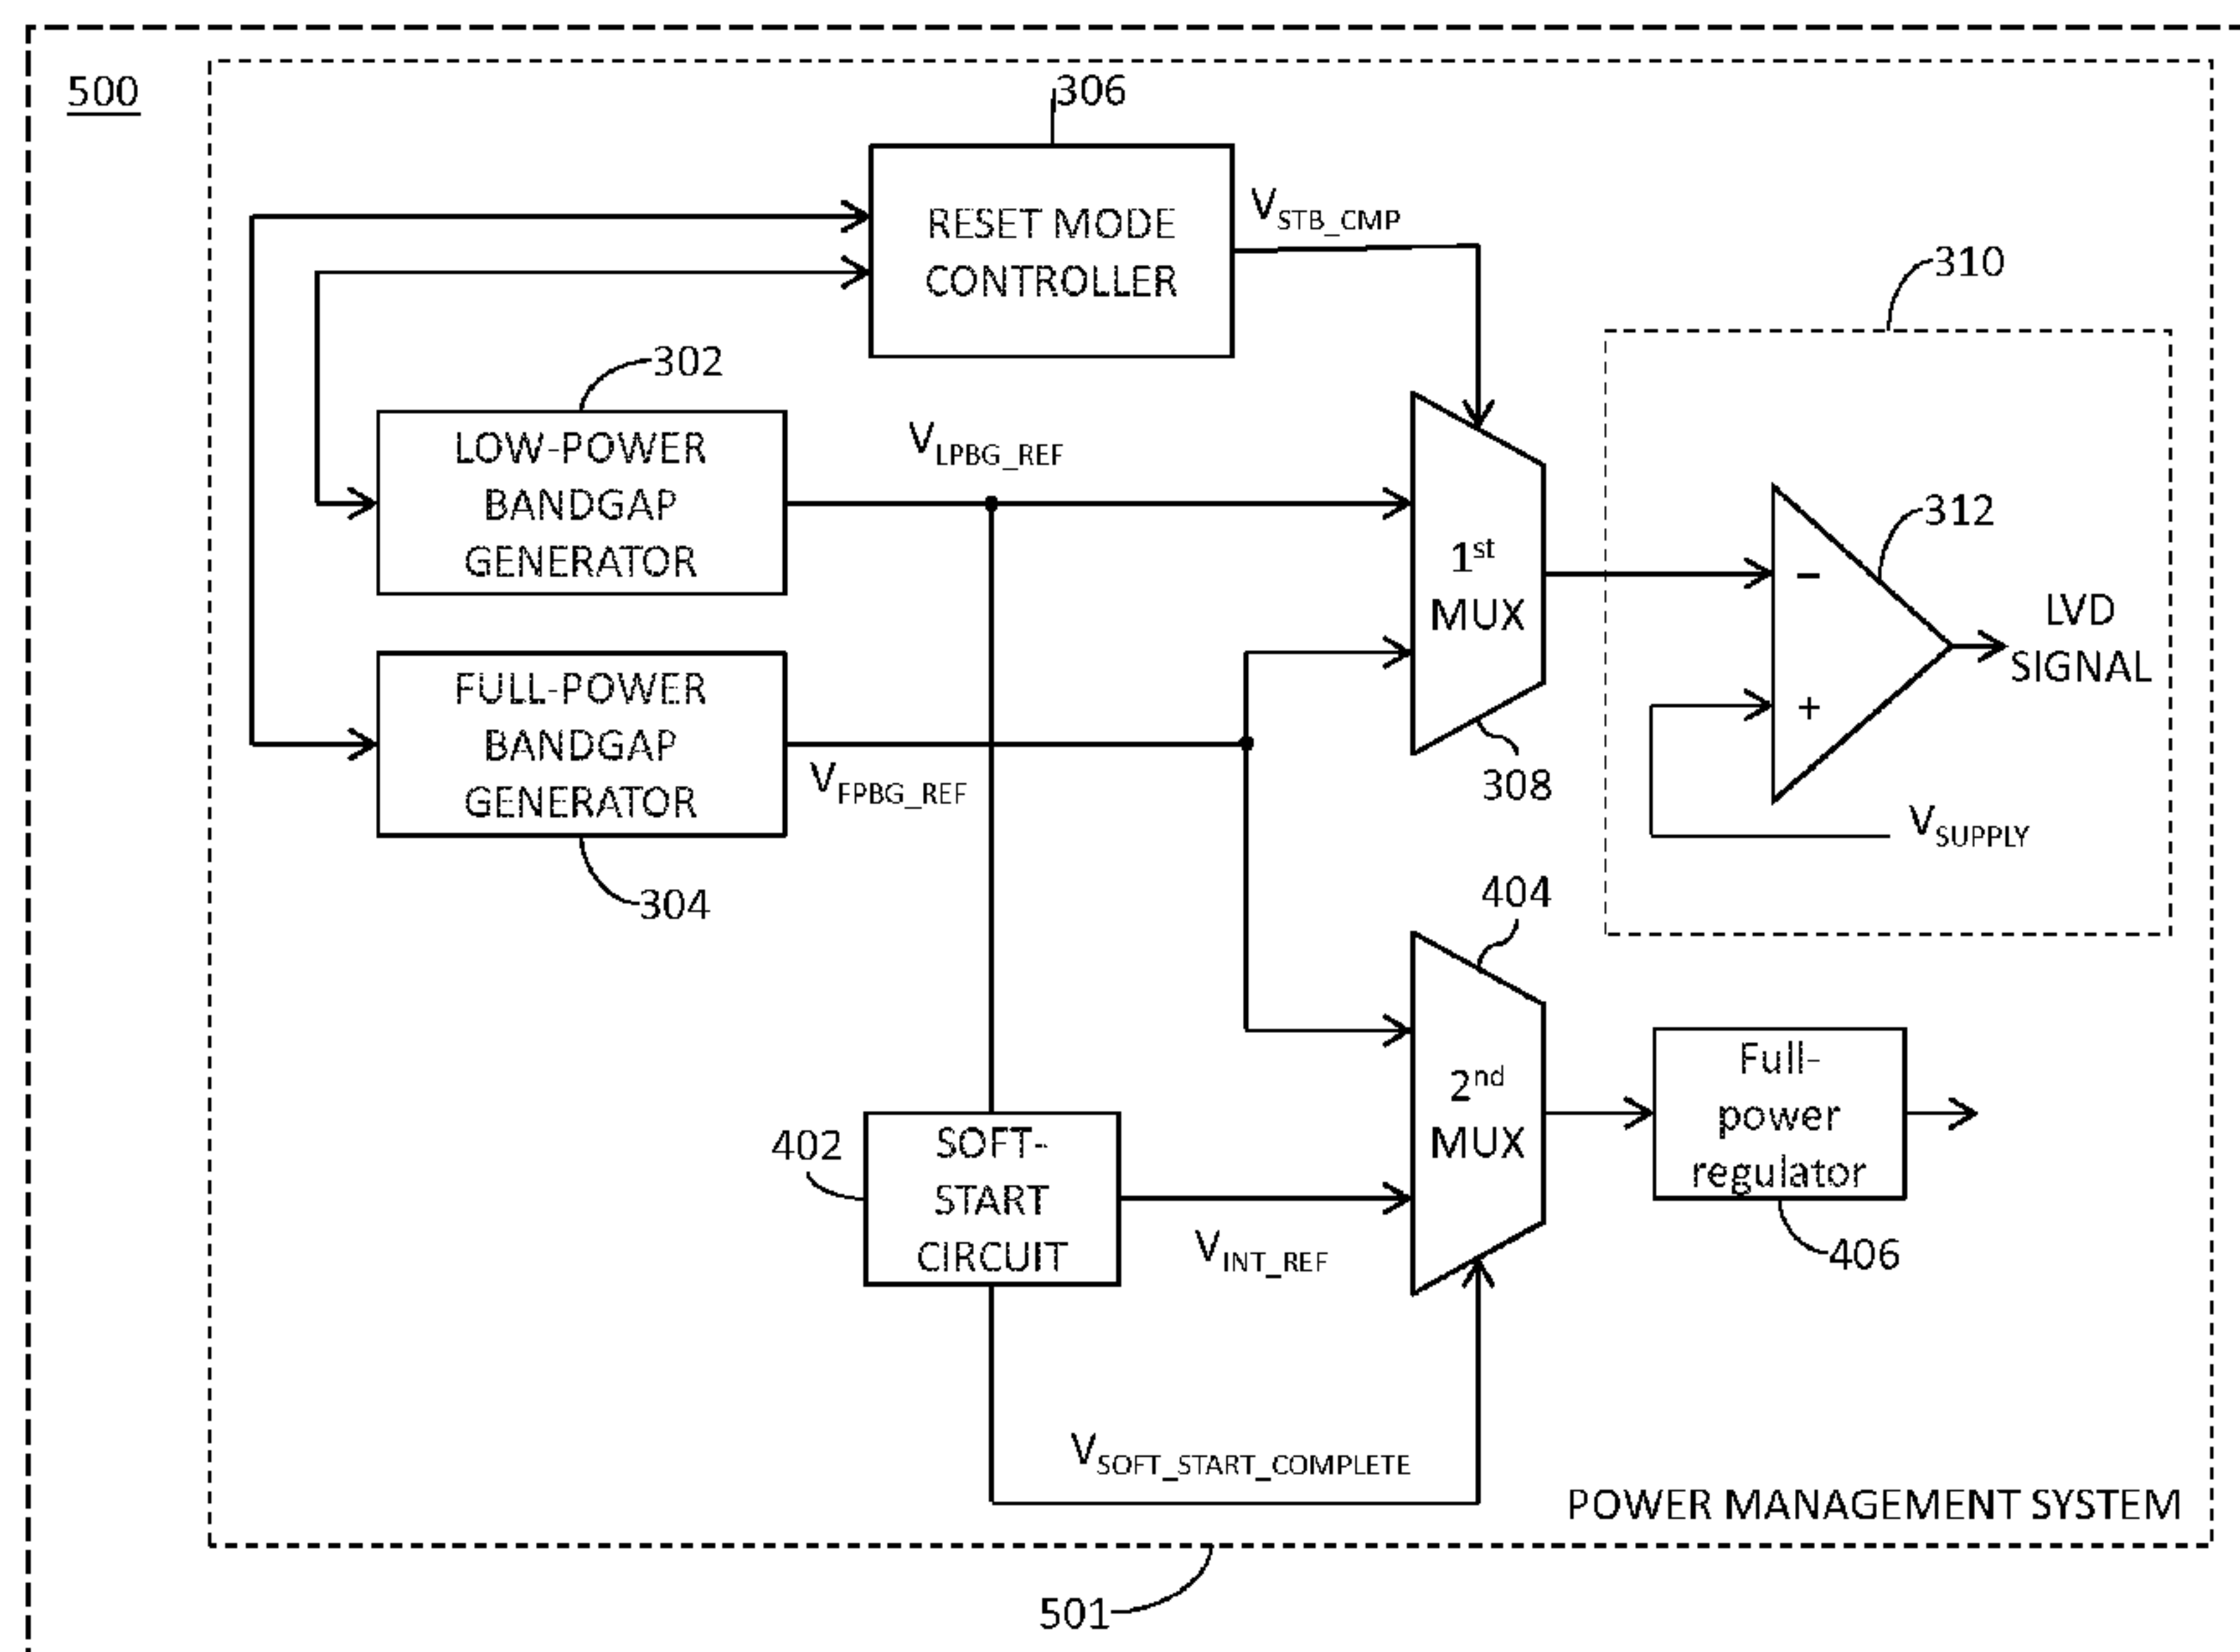 500
306
RESET MODE
CONTROLLER
V_STB_CMP
310
302
LOW-POWER
BANDGAP
GENERATOR
V_LPBG_REF
312
1st
MUX
−
+
LVD
SIGNAL
FULL-POWER
BANDGAP
GENERATOR
V_FPBG_REF
308
V_SUPPLY
304
404
2nd
MUX
Full-
power
regulator
402
SOFT-
START
CIRCUIT
V_INT_REF
406
V_SOFT_START_COMPLETE
POWER MANAGEMENT SYSTEM
501